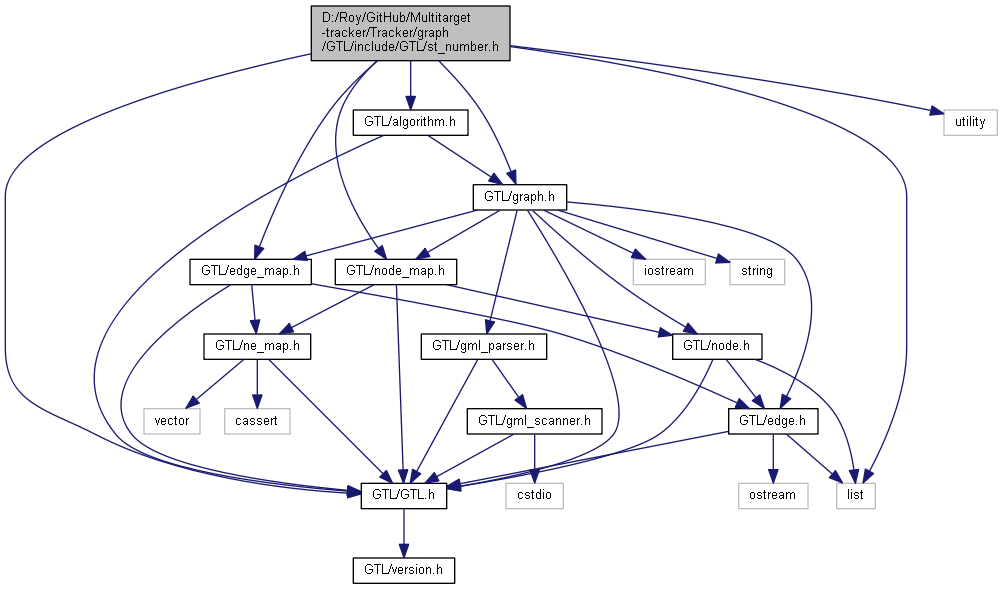 D:/Roy/GitHub/Multitarget
-tracker/Tracker/graph
/GTL/include/GTL/st_number.h
GTL/algorithm.h
utility
GTL/graph.h
GTL/edge_map.h
GTL/node_map.h
iostream
string
GTL/ne_map.h
GTL/gml_parser.h
GTL/node.h
vector
cassert
GTL/gml_scanner.h
GTL/edge.h
GTL/GTL.h
cstdio
ostream
list
GTL/version.h